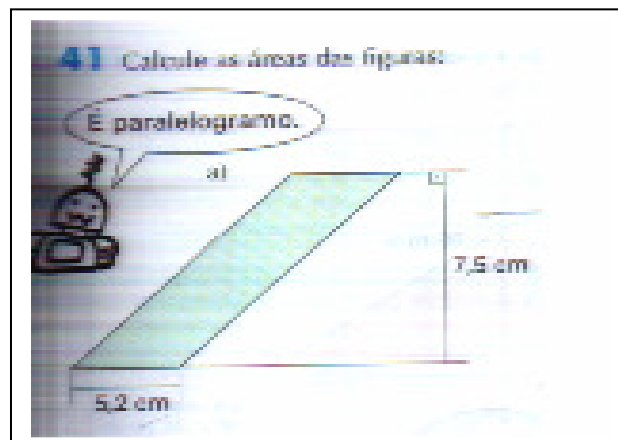 41 Calcule as áreas das figuras:
É paralelogramo.
a)
7,5 cm
5,2 cm